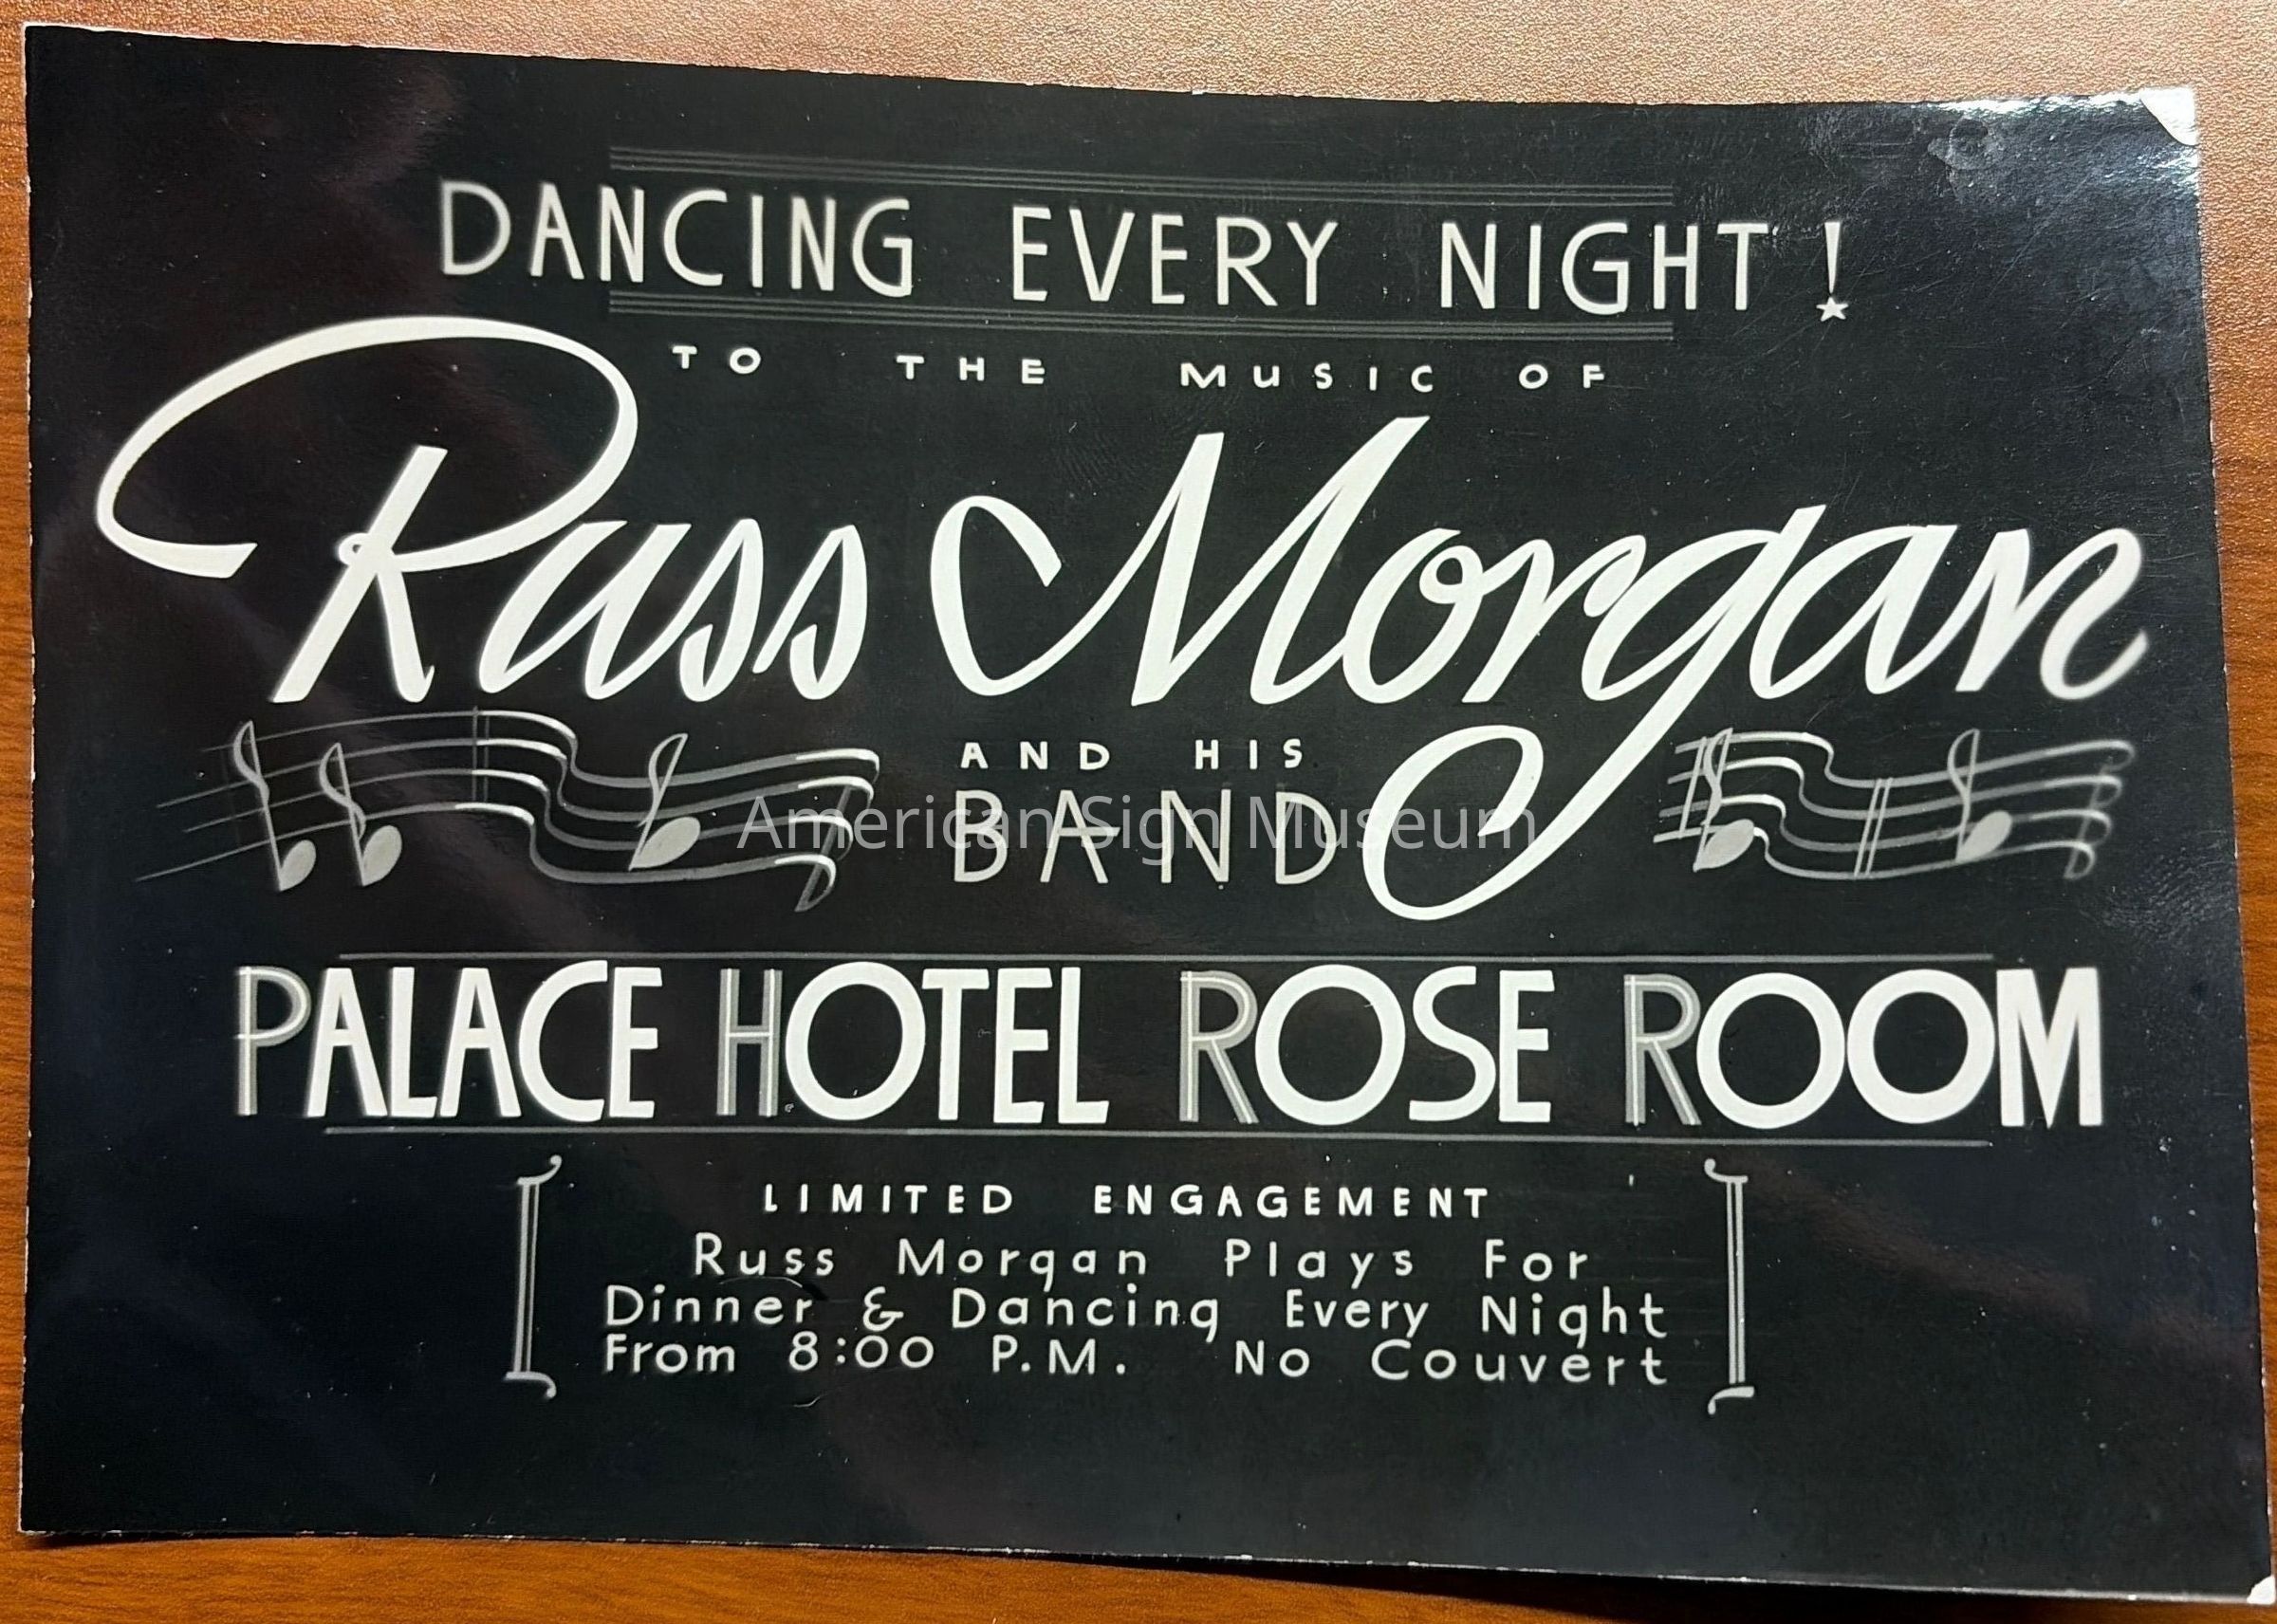 DANCING EVERY NIGHT!
TO THE MUSIC OF
Russ Morgan
AND HIS
BAND
American Sign Museum
PALACE HOTEL ROSE ROOM
LIMITED ENGAGEMENT
Russ Morgan Plays For
Dinner & Dancing Every Night
From 8:00 P.M. No Couvert